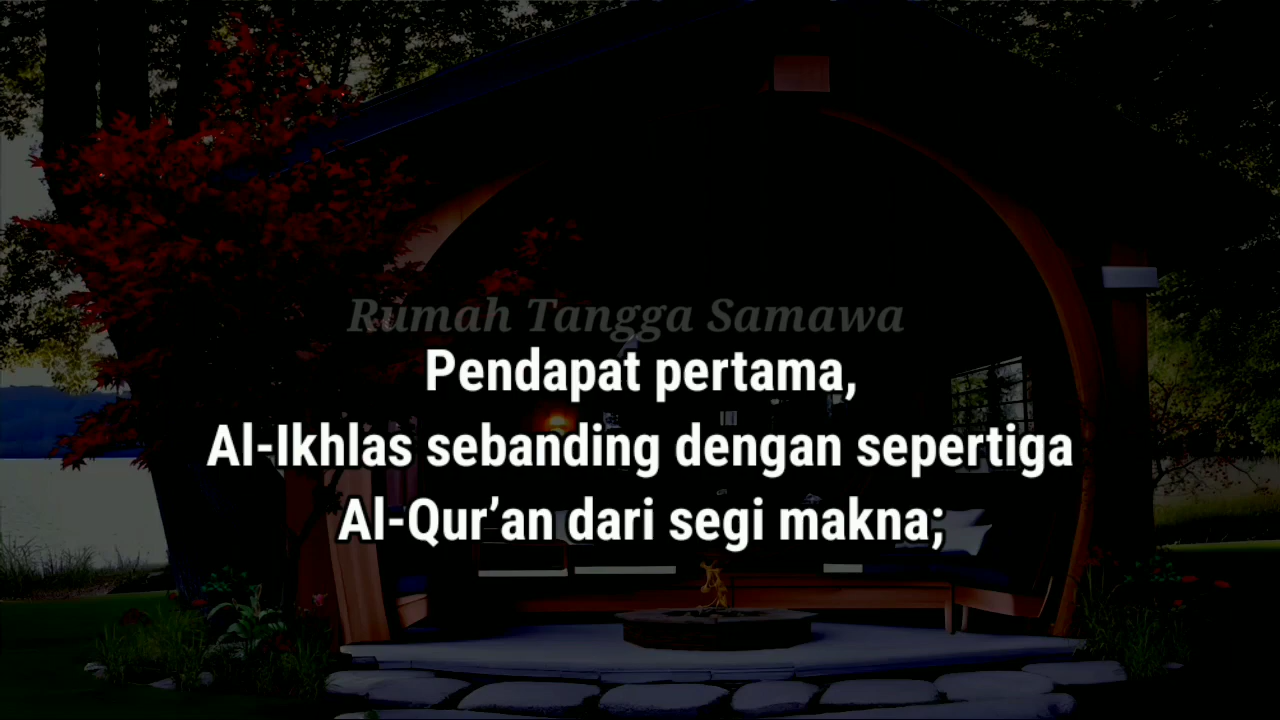 Rumah Tangga Samawa
Pendapat pertama,
Al-Ikhlas sebanding dengan sepertiga
Al-Qur’an dari segi makna;